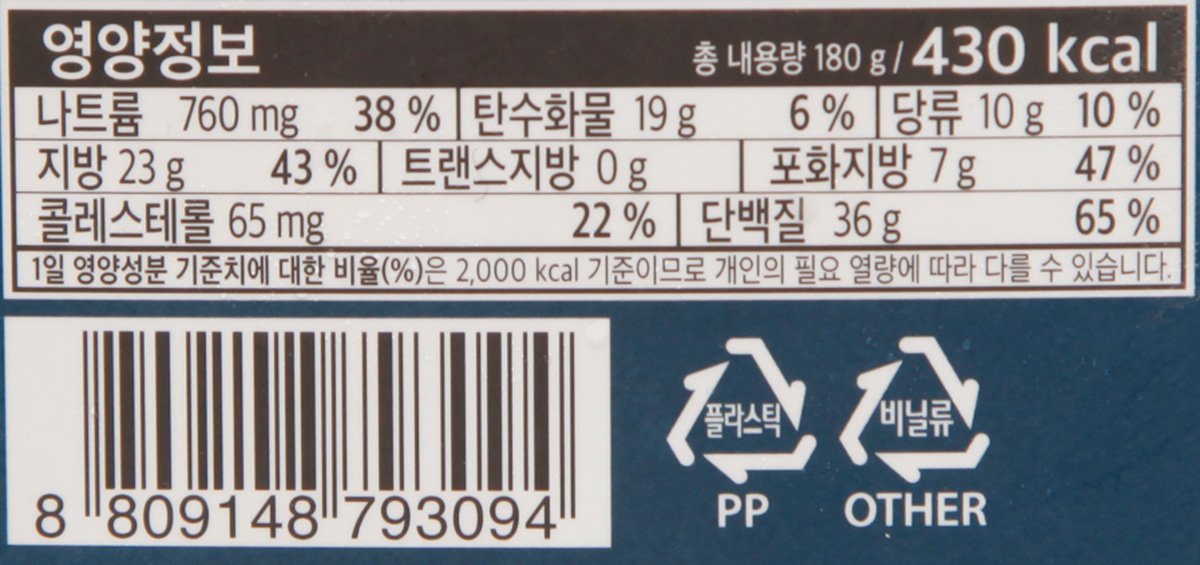 영양정보 총 내용량 180 g / 430 kcal
나트륨 760 mg 38 % 탄수화물 19 g 6 % 당류 10 g 10 %
지방 23 g 43 % 트랜스지방 0 g 포화지방 7 g 47 %
콜레스테롤 65 mg 22 % 단백질 36 g 65 %
1일 영양성분 기준치에 대한 비율(%)은 2,000 kcal 기준이므로 개인의 필요 열량에 따라 다를 수 있습니다.
플라스틱 비닐류
PP OTHER
8 809148 793094